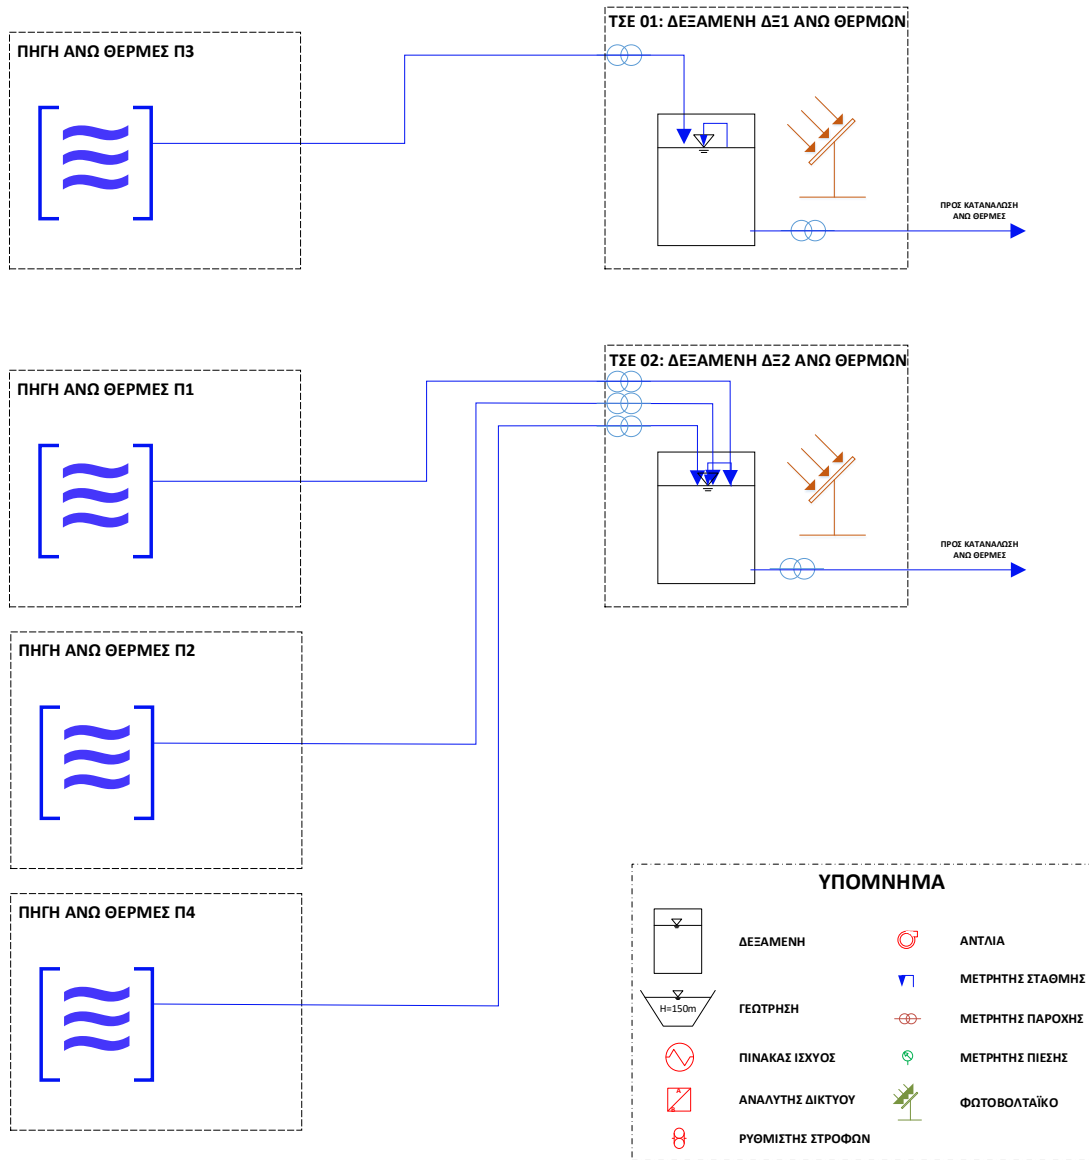 ΠΗΓΗ ΑΝΩ ΘΕΡΜΕΣ Π3
ΤΣΕ 01: ΔΕΞΑΜΕΝΗ ΔΞ1 ΑΝΩ ΘΕΡΜΩΝ
ΠΡΟΣ ΚΑΤΑΝΑΛΩΣΗ
ΑΝΩ ΘΕΡΜΕΣ
ΠΗΓΗ ΑΝΩ ΘΕΡΜΕΣ Π1
ΤΣΕ 02: ΔΕΞΑΜΕΝΗ ΔΞ2 ΑΝΩ ΘΕΡΜΩΝ
ΠΡΟΣ ΚΑΤΑΝΑΛΩΣΗ
ΑΝΩ ΘΕΡΜΕΣ
ΠΗΓΗ ΑΝΩ ΘΕΡΜΕΣ Π2
ΠΗΓΗ ΑΝΩ ΘΕΡΜΕΣ Π4
ΥΠΟΜΝΗΜΑ
ΔΕΞΑΜΕΝΗ
H=150m
ΓΕΩΤΡΗΣΗ
ΠΙΝΑΚΑΣ ΙΣΧΥΟΣ
A
B
ΑΝΑΛΥΤΗΣ ΔΙΚΤΥΟΥ
ΡΥΘΜΙΣΤΗΣ ΣΤΡΟΦΩΝ
ΑΝΤΛΙΑ
ΜΕΤΡΗΤΗΣ ΣΤΑΘΜΗΣ
ΜΕΤΡΗΤΗΣ ΠΑΡΟΧΗΣ
ΜΕΤΡΗΤΗΣ ΠΙΕΣΗΣ
ΦΩΤΟΒΟΛΤΑΪΚΟ